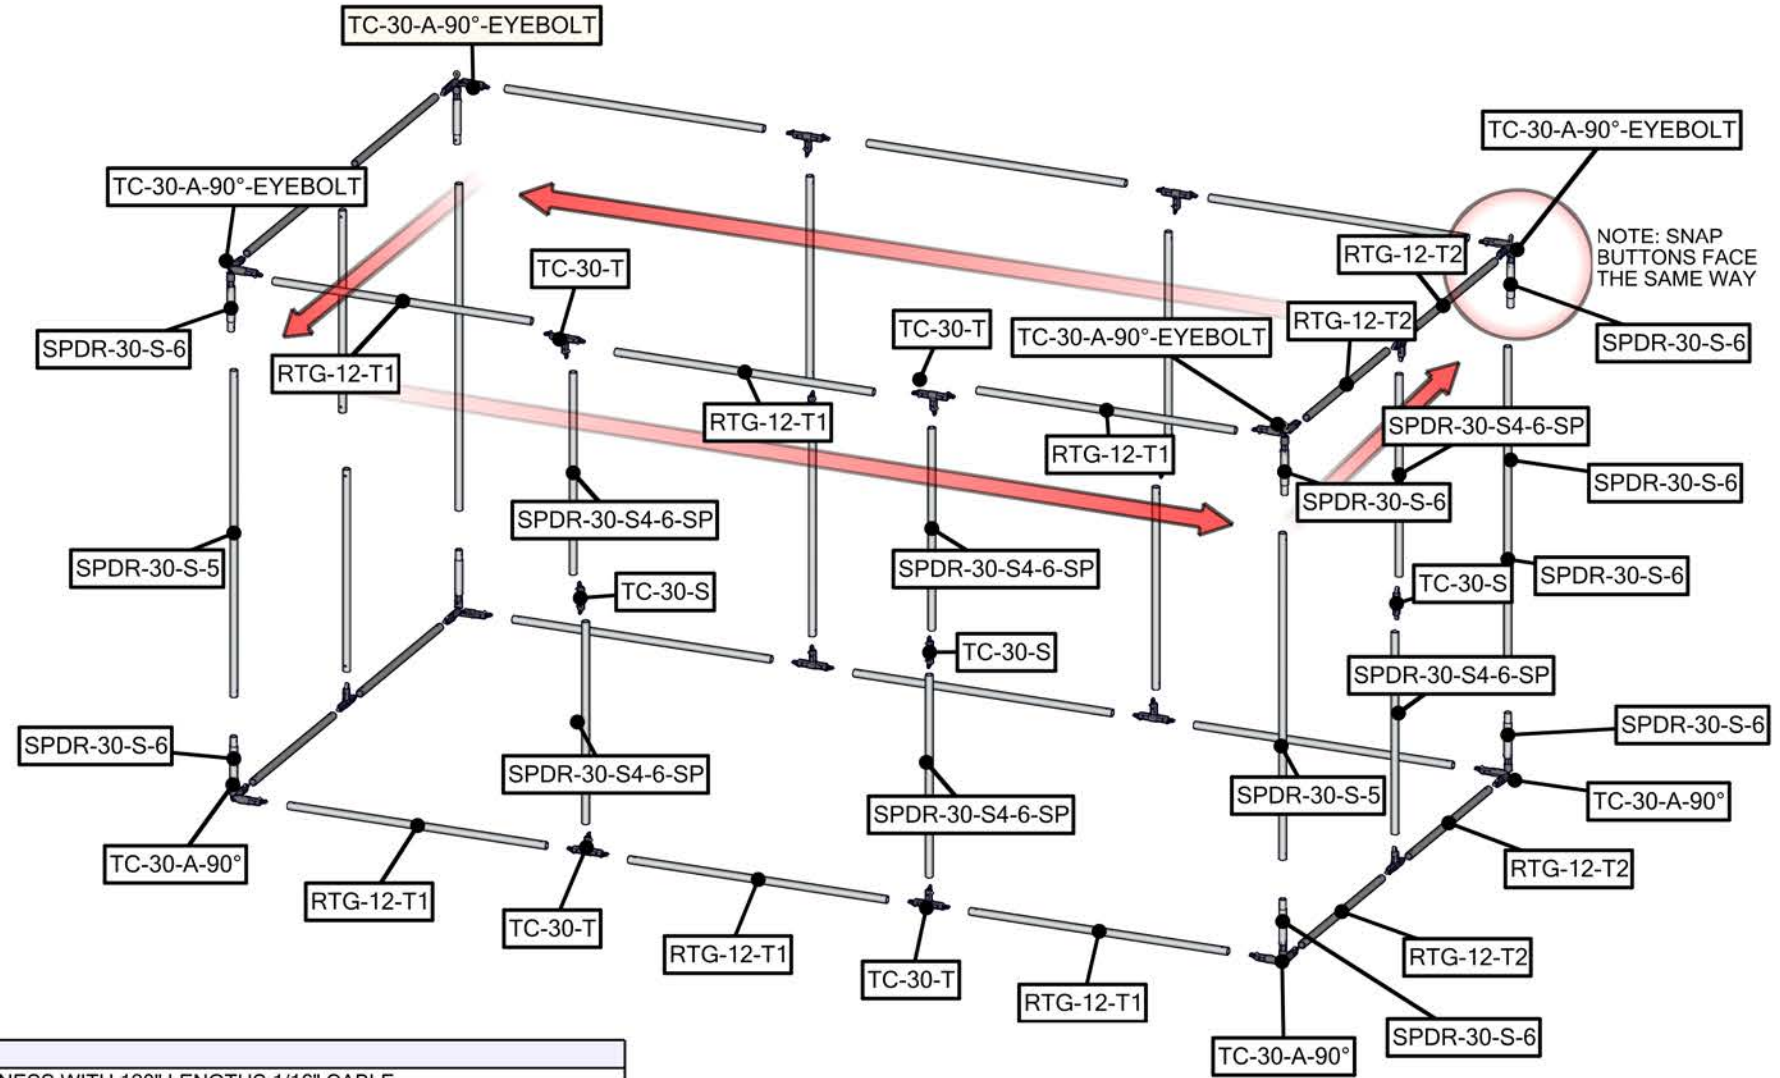 TC-30-A-90°-EYEBOLT
TC-30-A-90°-EYEBOLT
TC-30-A-90°-EYEBOLT
NOTE: SNAP
BUTTONS FACE
THE SAME WAY
RTG-12-T2
TC-30-T
RTG-12-T2
TC-30-T
TC-30-A-90°-EYEBOLT
SPDR-30-S-6
SPDR-30-S-6
RTG-12-T1
RTG-12-T1
RTG-12-T1
SPDR-30-S4-6-SP
SPDR-30-S-6
SPDR-30-S-6
SPDR-30-S4-6-SP
SPDR-30-S-5
SPDR-30-S4-6-SP
TC-30-S
SPDR-30-S-6
TC-30-S
TC-30-S
SPDR-30-S4-6-SP
SPDR-30-S-6
SPDR-30-S-6
SPDR-30-S4-6-SP
SPDR-30-S-5
TC-30-A-90°
SPDR-30-S4-6-SP
TC-30-A-90°
RTG-12-T2
RTG-12-T1
TC-30-T
RTG-12-T1
RTG-12-T2
TC-30-T
RTG-12-T1
SPDR-30-S-6
TC-30-A-90°